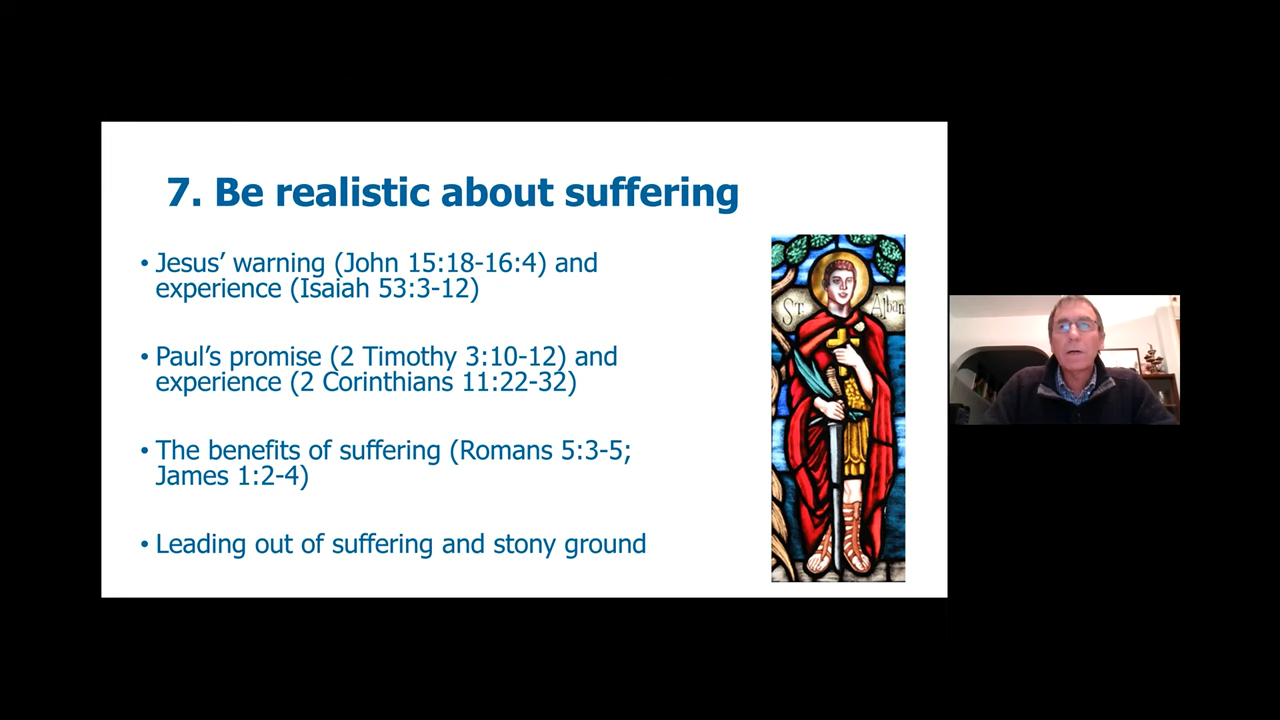 7. Be realistic about suffering
• Jesus’ warning (John 15:18-16:4) and
experience (Isaiah 53:3-12)
• Paul’s promise (2 Timothy 3:10-12) and
experience (2 Corinthians 11:22-32)
• The benefits of suffering (Romans 5:3-5;
James 1:2-4)
• Leading out of suffering and stony ground
ST. Alban